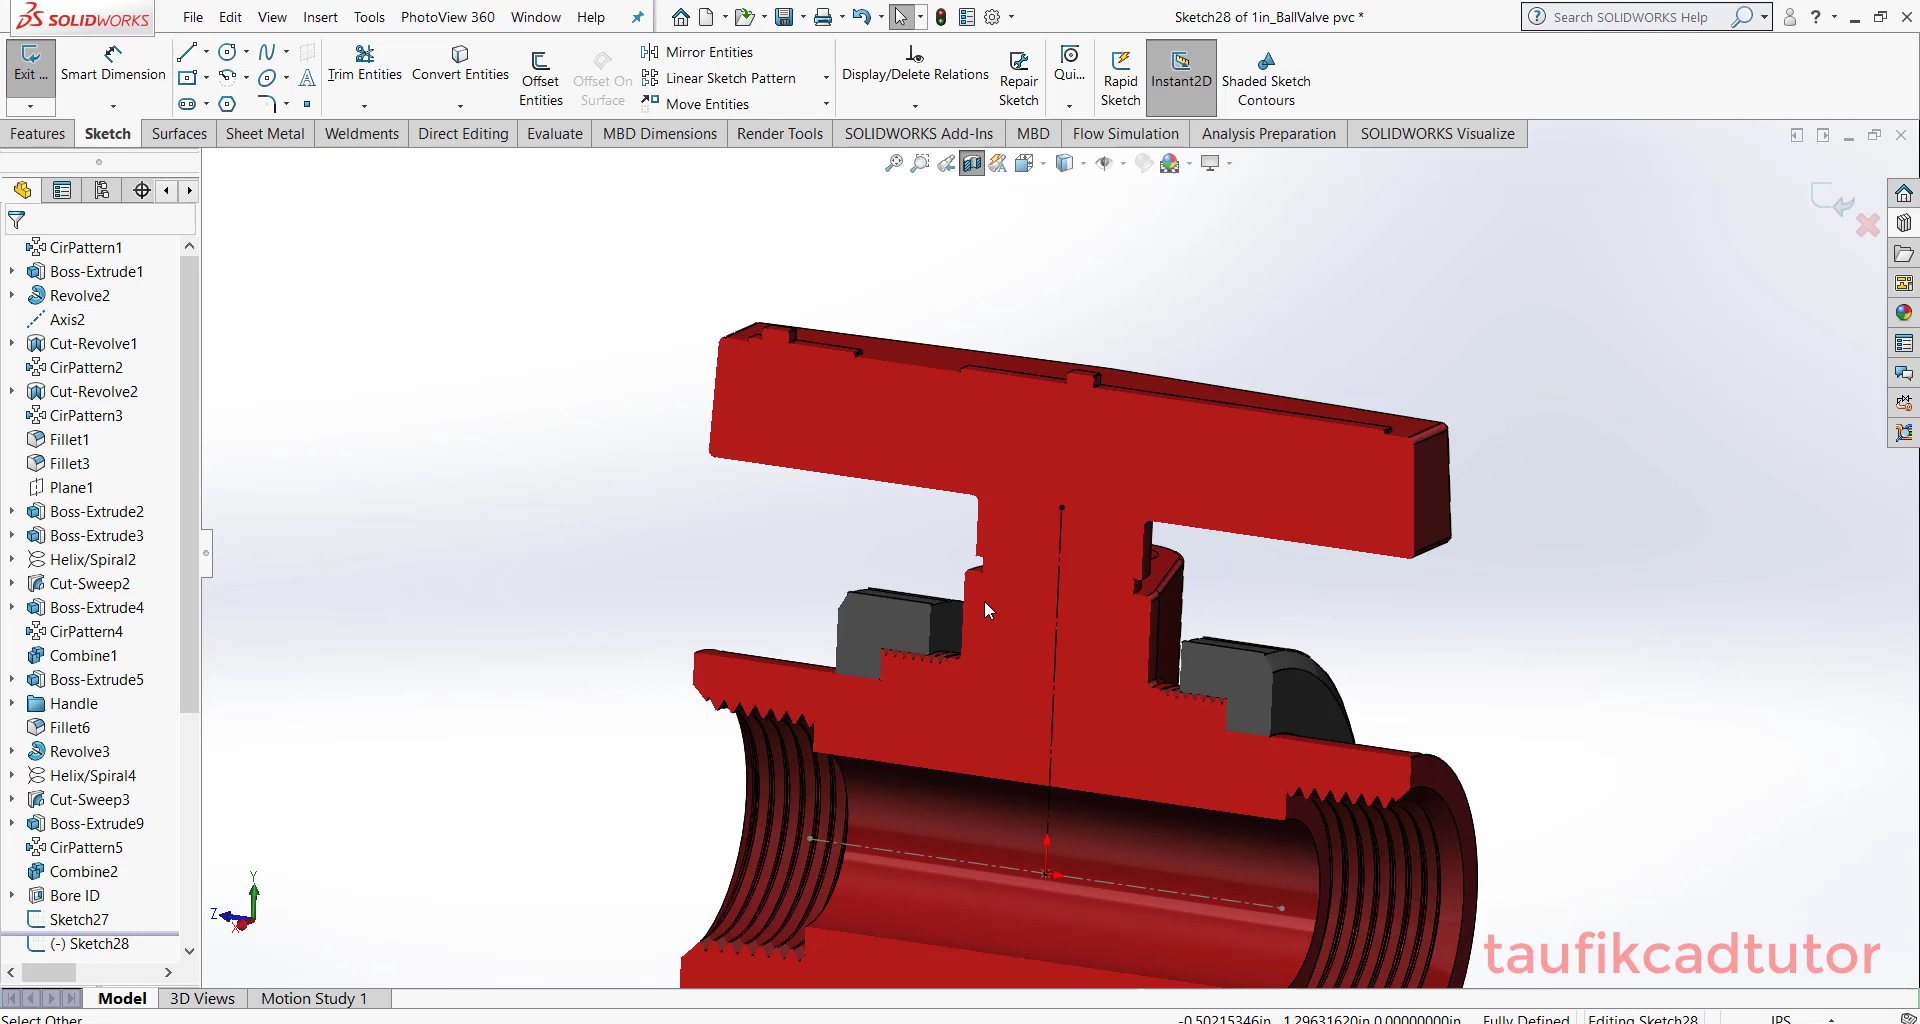 SOLIDWORKS
File Edit View Insert Tools PhotoView 360 Window Help
Sketch28 of 1in_BallValve pvc *
Search SOLIDWORKS Help
Exit ...
Smart Dimension
Trim Entities
Convert Entities
Offset Entities
Offset On Surface
Mirror Entities
Linear Sketch Pattern
Move Entities
Display/Delete Relations
Repair Sketch
Qui...
Rapid Sketch
Instant2D
Shaded Sketch Contours
Features Sketch Surfaces Sheet Metal Weldments Direct Editing Evaluate MBD Dimensions Render Tools SOLIDWORKS Add-Ins MBD Flow Simulation Analysis Preparation SOLIDWORKS Visualize
CirPattern1
Boss-Extrude1
Revolve2
Axis2
Cut-Revolve1
CirPattern2
Cut-Revolve2
CirPattern3
Fillet1
Fillet3
Plane1
Boss-Extrude2
Boss-Extrude3
Helix/Spiral2
Cut-Sweep2
Boss-Extrude4
CirPattern4
Combine1
Boss-Extrude5
Handle
Fillet6
Revolve3
Helix/Spiral4
Cut-Sweep3
Boss-Extrude9
CirPattern5
Combine2
Bore ID
Sketch27
(-) Sketch28
Y
Z
X
taufikcadtutor
Model 3D Views Motion Study 1
Select Other
-0.50215346in 1.29631620in 0.00000000in Fully Defined Editing Sketch28 IPS